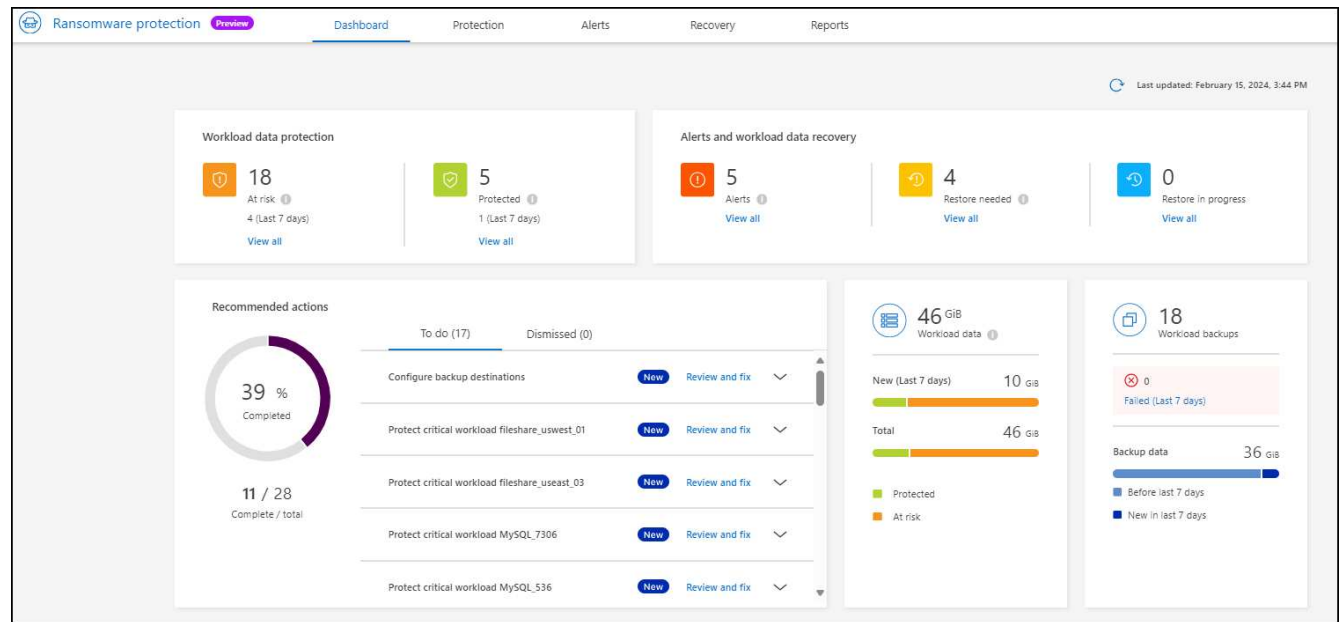 Ransomware protection Preview Dashboard Protection Alerts Recovery Reports
Last updated: February 15, 2024, 3:44 PM
Workload data protection
18
At risk
4 (Last 7 days)
View all
5
Protected
1 (Last 7 days)
View all
Alerts and workload data recovery
5
Alerts
View all
4
Restore needed
View all
0
Restore in progress
View all
Recommended actions
39 %
Completed
11 / 28
Complete / total
To do (17) Dismissed (0)
Configure backup destinations New Review and fix
Protect critical workload fileshare_uswest_01 New Review and fix
Protect critical workload fileshare_useast_03 New Review and fix
Protect critical workload MySQL_7306 New Review and fix
Protect critical workload MySQL_536 New Review and fix
46 GiB
Workload data
New (Last 7 days) 10 GiB
Total 46 GiB
Protected
At risk
18
Workload backups
0
Failed (Last 7 days)
Backup data 36 GiB
Before last 7 days
New in last 7 days